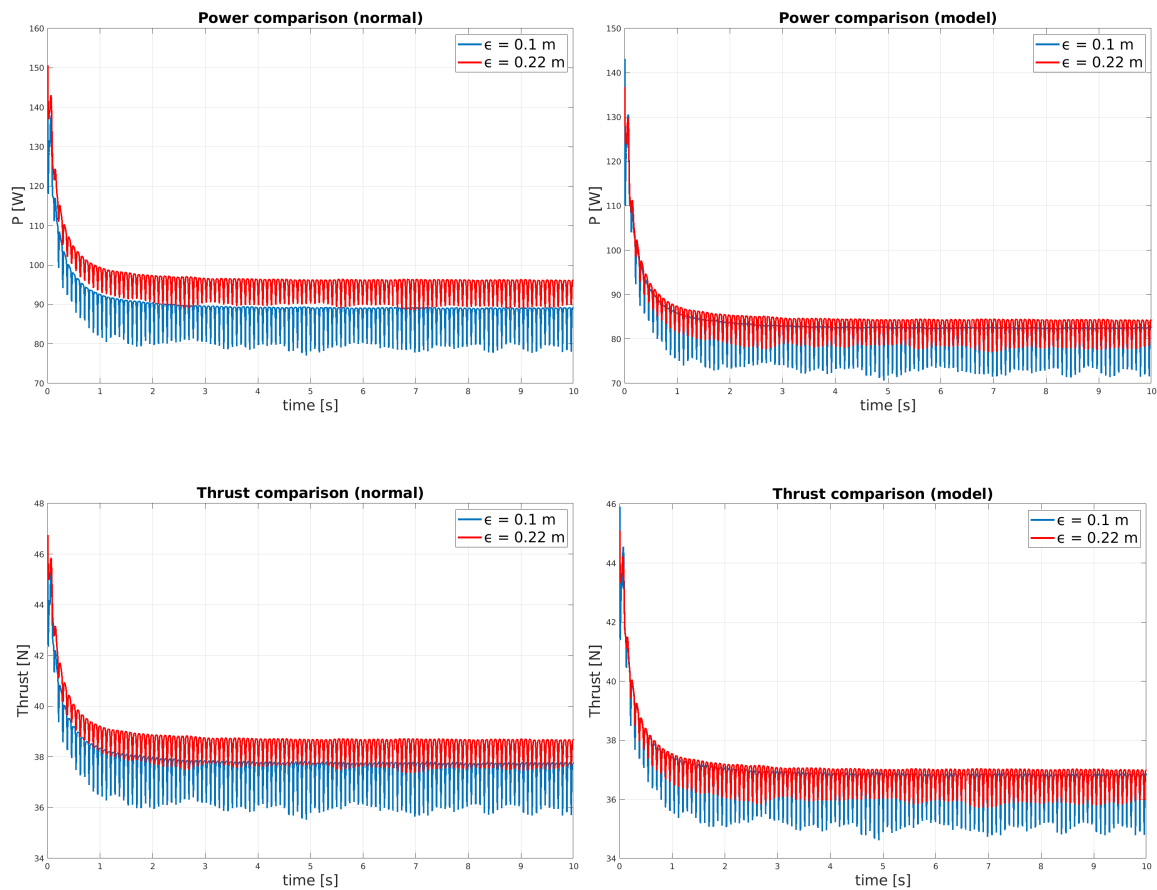 Power comparison (normal)
160
150
140
130
120
110
100
90
80
70
P [W]
0 1 2 3 4 5 6 7 8 9 10
time [s]
ϵ = 0.1 m
ϵ = 0.22 m
Power comparison (model)
150
140
130
120
110
100
90
80
70
P [W]
0 1 2 3 4 5 6 7 8 9 10
time [s]
ϵ = 0.1 m
ϵ = 0.22 m
Thrust comparison (normal)
48
46
44
42
40
38
36
34
Thrust [N]
0 1 2 3 4 5 6 7 8 9 10
time [s]
ϵ = 0.1 m
ϵ = 0.22 m
Thrust comparison (model)
46
44
42
40
38
36
34
Thrust [N]
0 1 2 3 4 5 6 7 8 9 10
time [s]
ϵ = 0.1 m
ϵ = 0.22 m